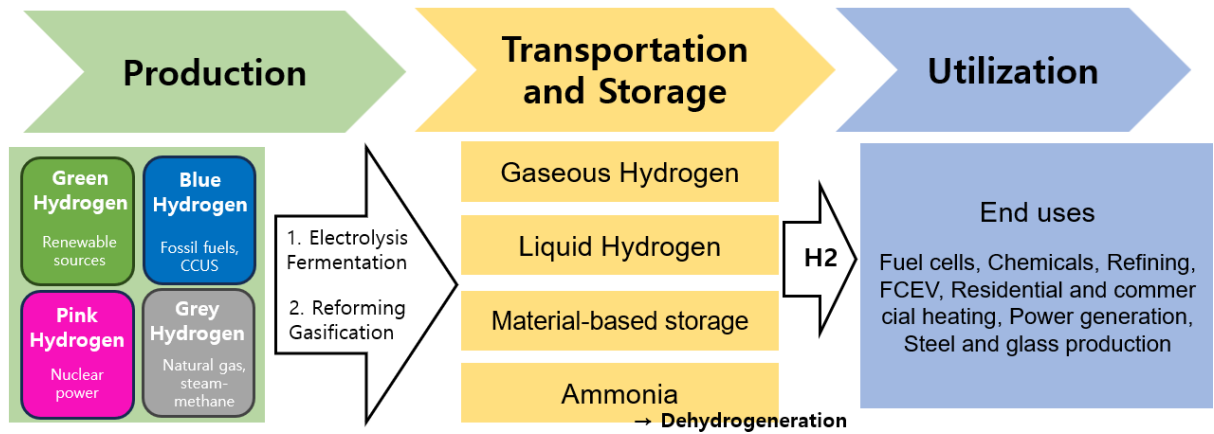 Production
Transportation
and Storage
Utilization
Green
Hydrogen
Renewable
sources
Blue
Hydrogen
Fossil fuels,
CCUS
Pink
Hydrogen
Nuclear
power
Grey
Hydrogen
Natural gas,
steam-
methane
1. Electrolysis
Fermentation
2. Reforming
Gasification
Gaseous Hydrogen
Liquid Hydrogen
Material-based storage
Ammonia
→ Dehydrogeneration
H2
End uses
Fuel cells, Chemicals, Refining,
FCEV, Residential and commer
cial heating, Power generation,
Steel and glass production